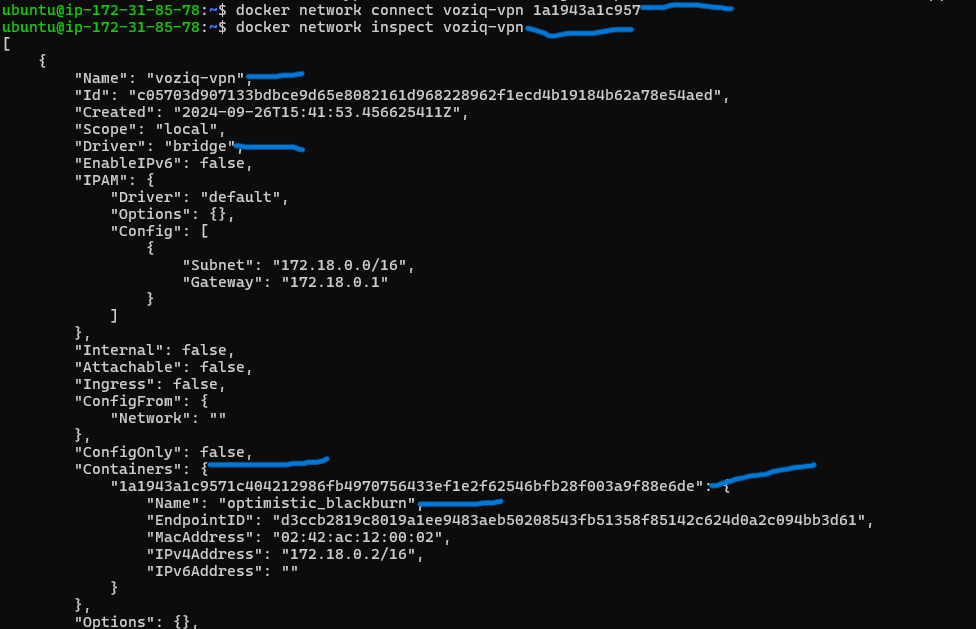 ubuntu@ip-172-31-85-78:~$ docker network connect voziq-vpn 1a1943a1c957
ubuntu@ip-172-31-85-78:~$ docker network inspect voziq-vpn
[
    {
        "Name": "voziq-vpn",
        "Id": "c05703d907133bdbce9d65e8082161d968228962f1ecd4b19184b62a78e54aed",
        "Created": "2024-09-26T15:41:53.456625411Z",
        "Scope": "local",
        "Driver": "bridge",
        "EnableIPv6": false,
        "IPAM": {
            "Driver": "default",
            "Options": {},
            "Config": [
                {
                    "Subnet": "172.18.0.0/16",
                    "Gateway": "172.18.0.1"
                }
            ]
        },
        "Internal": false,
        "Attachable": false,
        "Ingress": false,
        "ConfigFrom": {
            "Network": ""
        },
        "ConfigOnly": false,
        "Containers": {
            "1a1943a1c9571c404212986fb4970756433ef1e2f62546bfb28f003a9f88e6de": {
                "Name": "optimistic_blackburn",
                "EndpointID": "d3ccb2819c8019a1ee9483aeb50208543fb51358f85142c624d0a2c094bb3d61",
                "MacAddress": "02:42:ac:12:00:02",
                "IPv4Address": "172.18.0.2/16",
                "IPv6Address": ""
            }
        },
        "Options": {},